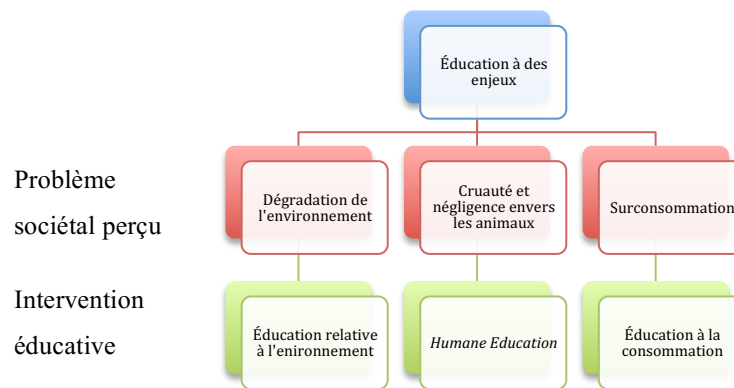 Éducation à des
enjeux
Problème
sociétal perçu
Dégradation de
l'environnement
Cruauté et
négligence envers
les animaux
Surconsommation
Intervention
éducative
Éducation relative
à l'enironnement
Humane Education
Éducation à la
consommation